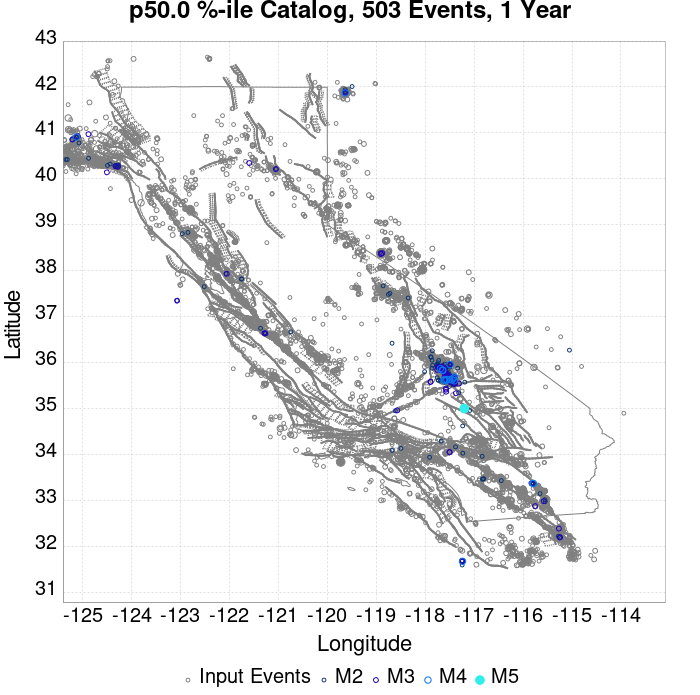 p50.0 %-ile Catalog, 503 Events, 1 Year
43
42
41
40
39
38
37
36
35
34
33
32
31
Latitude
-125 -124 -123 -122 -121 -120 -119 -118 -117 -116 -115 -114
Longitude
Input Events M2 M3 M4 M5